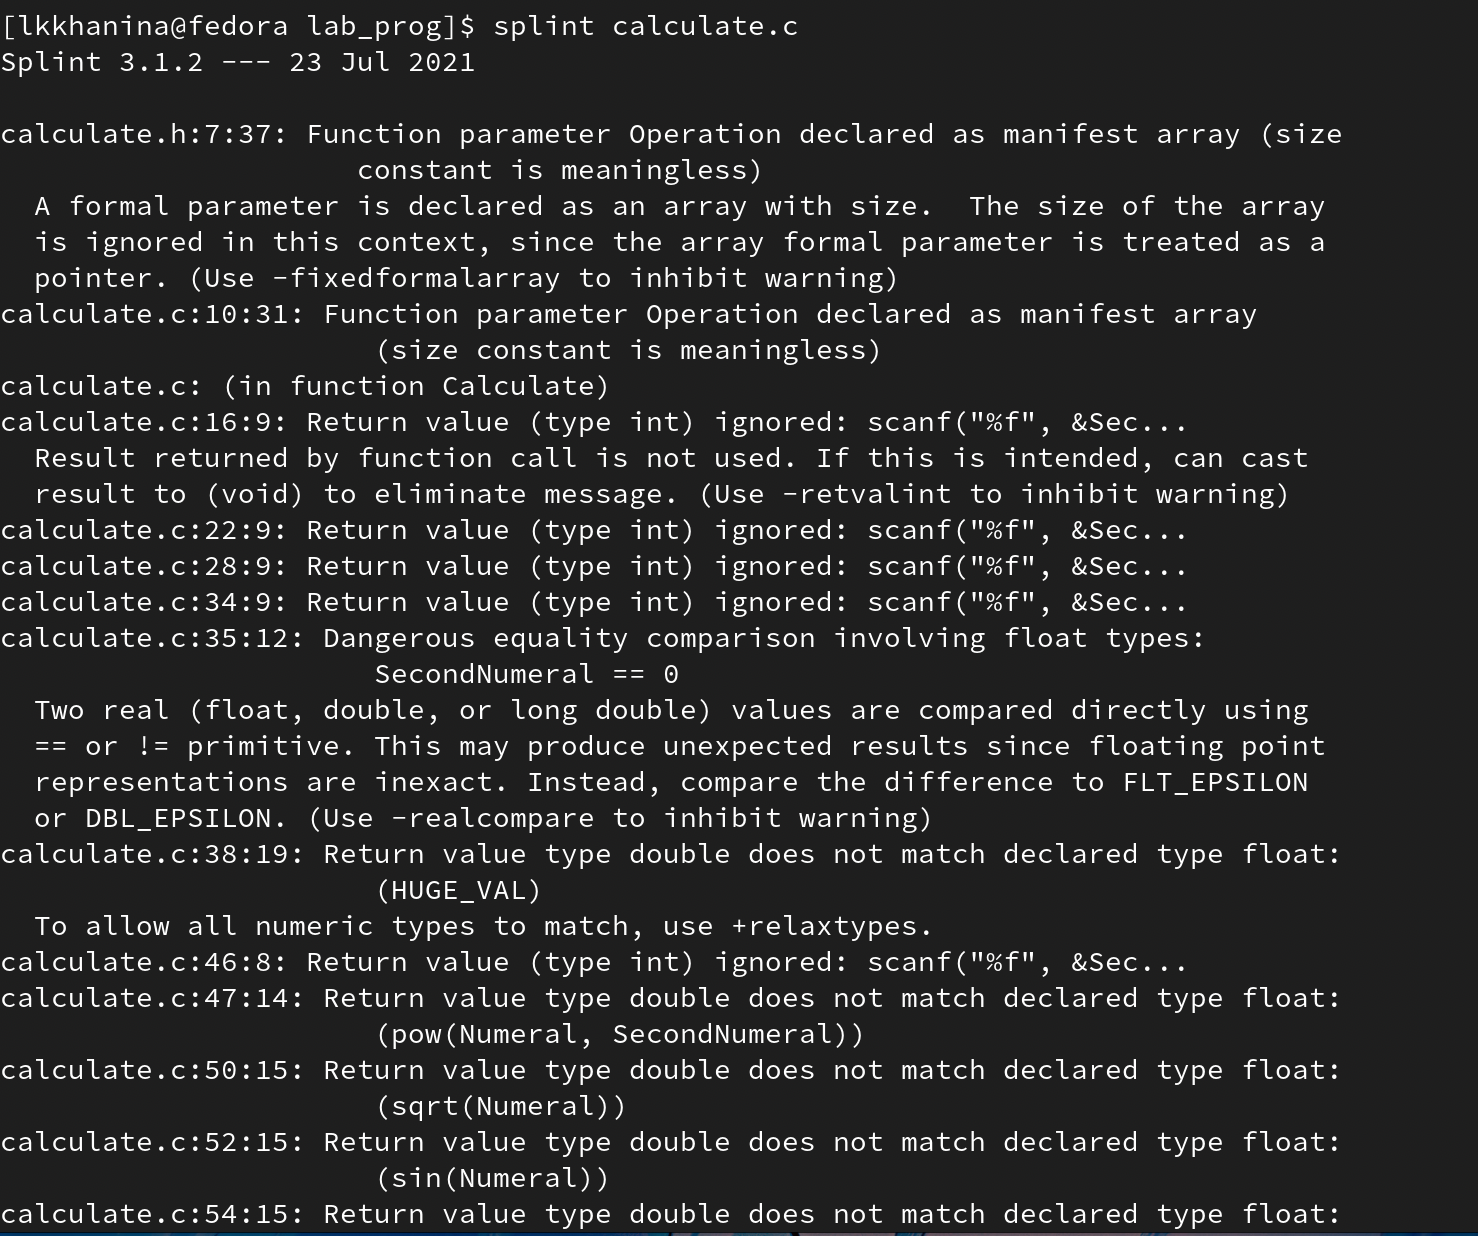 [lkkhanina@fedora lab_prog]$ splint calculate.c
Splint 3.1.2 --- 23 Jul 2021

calculate.h:7:37: Function parameter Operation declared as manifest array (size
                     constant is meaningless)
  A formal parameter is declared as an array with size.  The size of the array
  is ignored in this context, since the array formal parameter is treated as a
  pointer. (Use -fixedformalarray to inhibit warning)
calculate.c:10:31: Function parameter Operation declared as manifest array
                      (size constant is meaningless)
calculate.c: (in function Calculate)
calculate.c:16:9: Return value (type int) ignored: scanf("%f", &Sec...
  Result returned by function call is not used. If this is intended, can cast
  result to (void) to eliminate message. (Use -retvalint to inhibit warning)
calculate.c:22:9: Return value (type int) ignored: scanf("%f", &Sec...
calculate.c:28:9: Return value (type int) ignored: scanf("%f", &Sec...
calculate.c:34:9: Return value (type int) ignored: scanf("%f", &Sec...
calculate.c:35:12: Dangerous equality comparison involving float types:
                      SecondNumeral == 0
  Two real (float, double, or long double) values are compared directly using
  == or != primitive. This may produce unexpected results since floating point
  representations are inexact. Instead, compare the difference to FLT_EPSILON
  or DBL_EPSILON. (Use -realcompare to inhibit warning)
calculate.c:38:19: Return value type double does not match declared type float:
                      (HUGE_VAL)
  To allow all numeric types to match, use +relaxtypes.
calculate.c:46:8: Return value (type int) ignored: scanf("%f", &Sec...
calculate.c:47:14: Return value type double does not match declared type float:
                      (pow(Numeral, SecondNumeral))
calculate.c:50:15: Return value type double does not match declared type float:
                      (sqrt(Numeral))
calculate.c:52:15: Return value type double does not match declared type float:
                      (sin(Numeral))
calculate.c:54:15: Return value type double does not match declared type float: